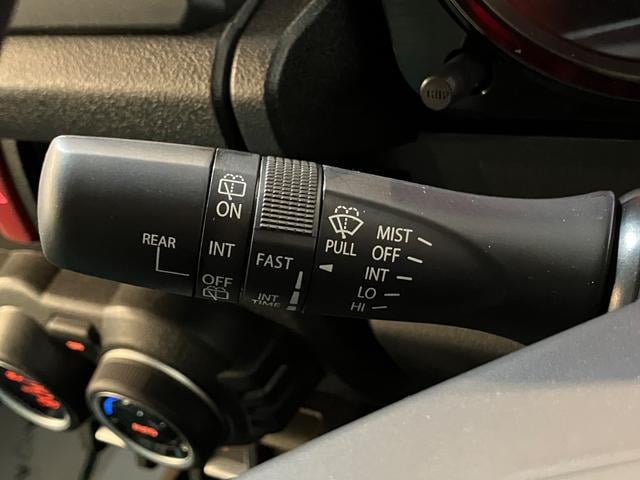 REAR
ON
INT
OFF
FAST
INT
TIME
PULL
MIST
OFF
INT
LO
HI